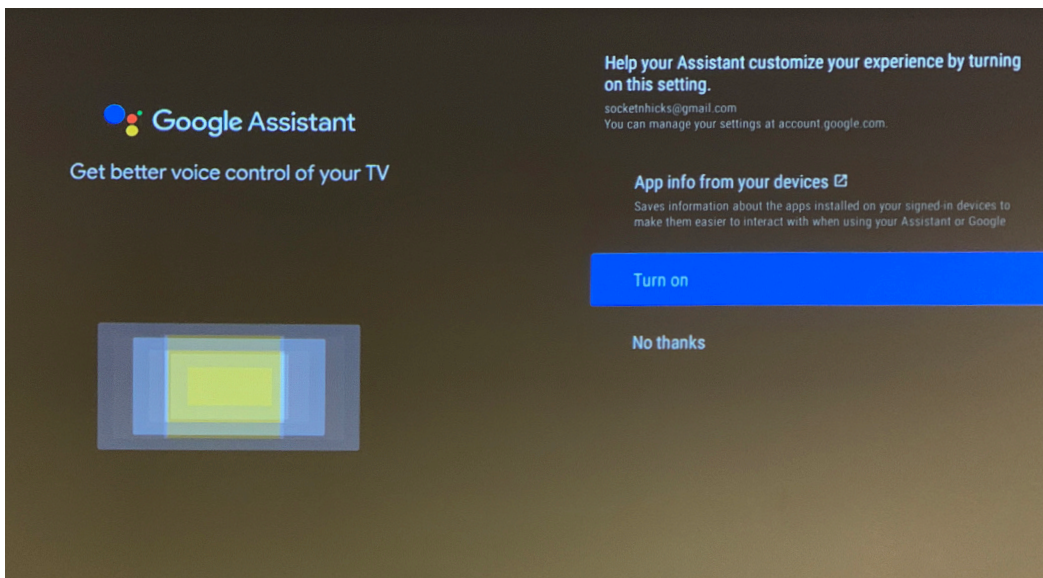 Google Assistant
Get better voice control of your TV
Help your Assistant customize your experience by turning
on this setting.
socketnhicks@gmail.com
You can manage your settings at account.google.com.
App info from your devices
Saves information about the apps installed on your signed-in devices to
make them easier to interact with when using your Assistant or Google
Turn on
No thanks